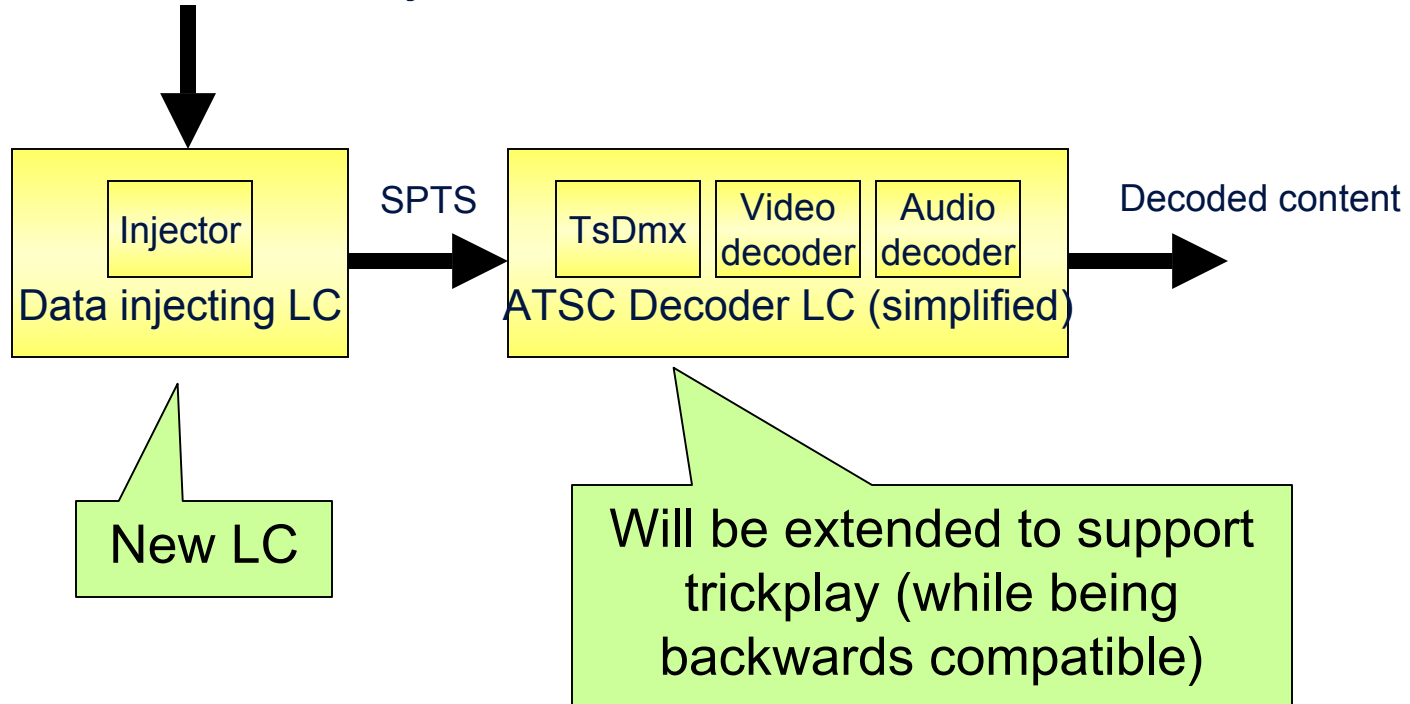 Injector
Data injecting LC
SPTS
TsDmx
Video
decoder
Audio
decoder
ATSC Decoder LC (simplified)
Decoded content
New LC
Will be extended to support
trickplay (while being
backwards compatible)